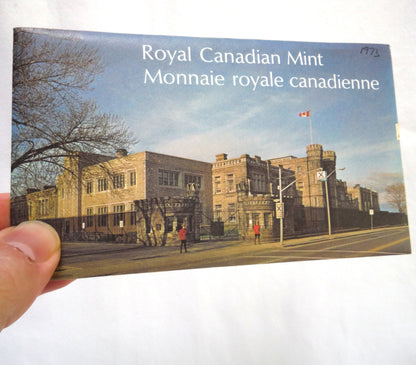 Royal Canadian Mint
Monnaie royale canadienne
1973